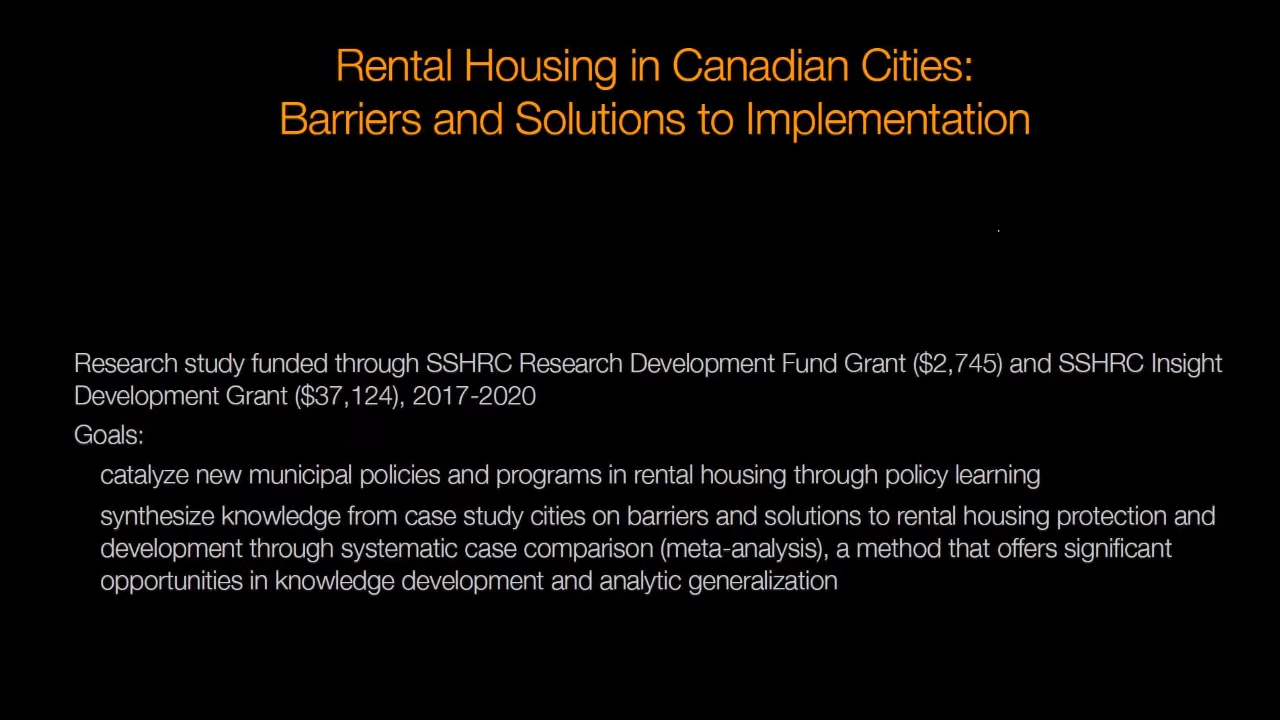 Rental Housing in Canadian Cities:
Barriers and Solutions to Implementation
Research study funded through SSHRC Research Development Fund Grant ($2,745) and SSHRC Insight
Development Grant ($37,124), 2017-2020
Goals:
catalyze new municipal policies and programs in rental housing through policy learning
synthesize knowledge from case study cities on barriers and solutions to rental housing protection and
development through systematic case comparison (meta-analysis), a method that offers significant
opportunities in knowledge development and analytic generalization